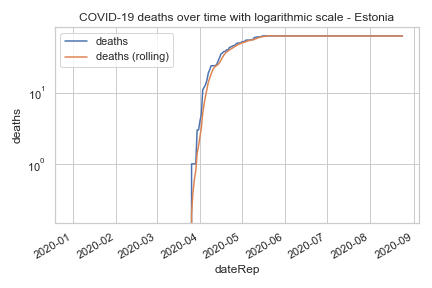 COVID-19 deaths over time with logarithmic scale - Estonia
deaths
deaths (rolling)
10¹
10⁰
deaths
2020-01
2020-02
2020-03
2020-04
2020-05
2020-06
2020-07
2020-08
2020-09
dateRep